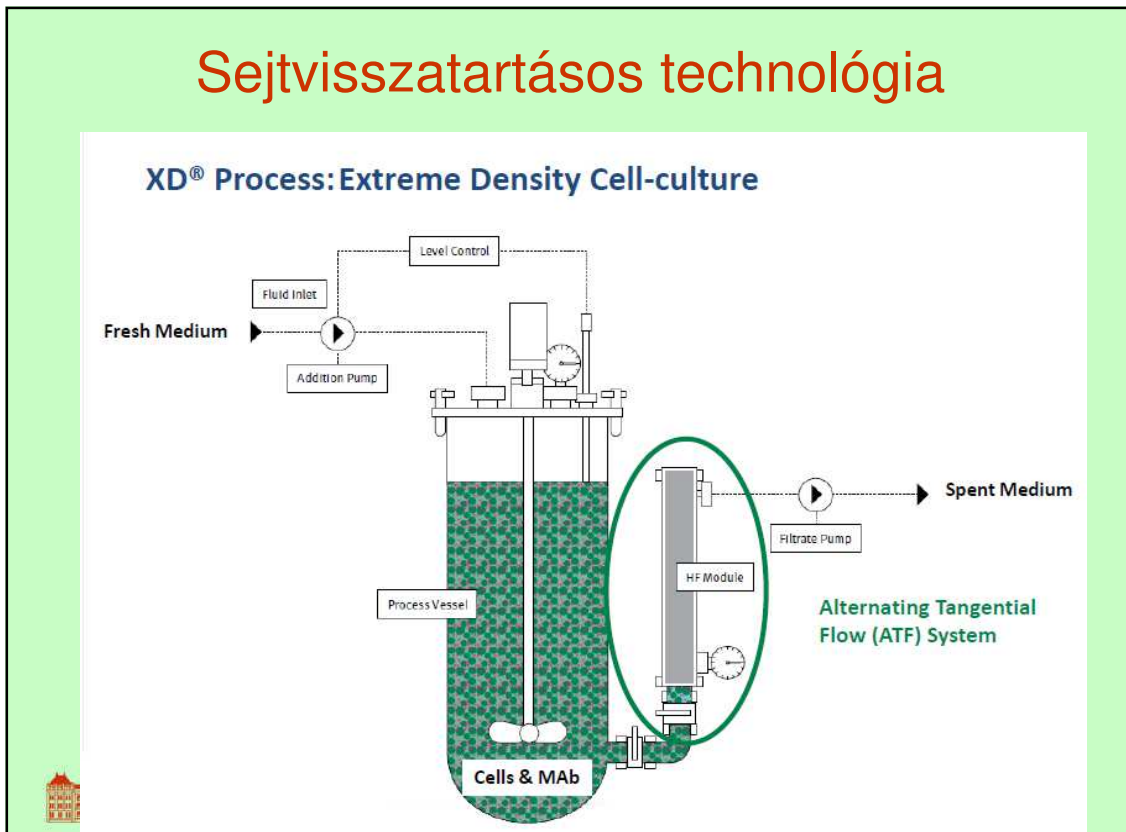 Sejtvisszatartásos technológia
XD® Process: Extreme Density Cell-culture
Level Control
Fluid Inlet
Fresh Medium
Addition Pump
Spent Medium
Filtrate Pump
HF Module
Process Vessel
Alternating Tangential
Flow (ATF) System
Cells & MAb